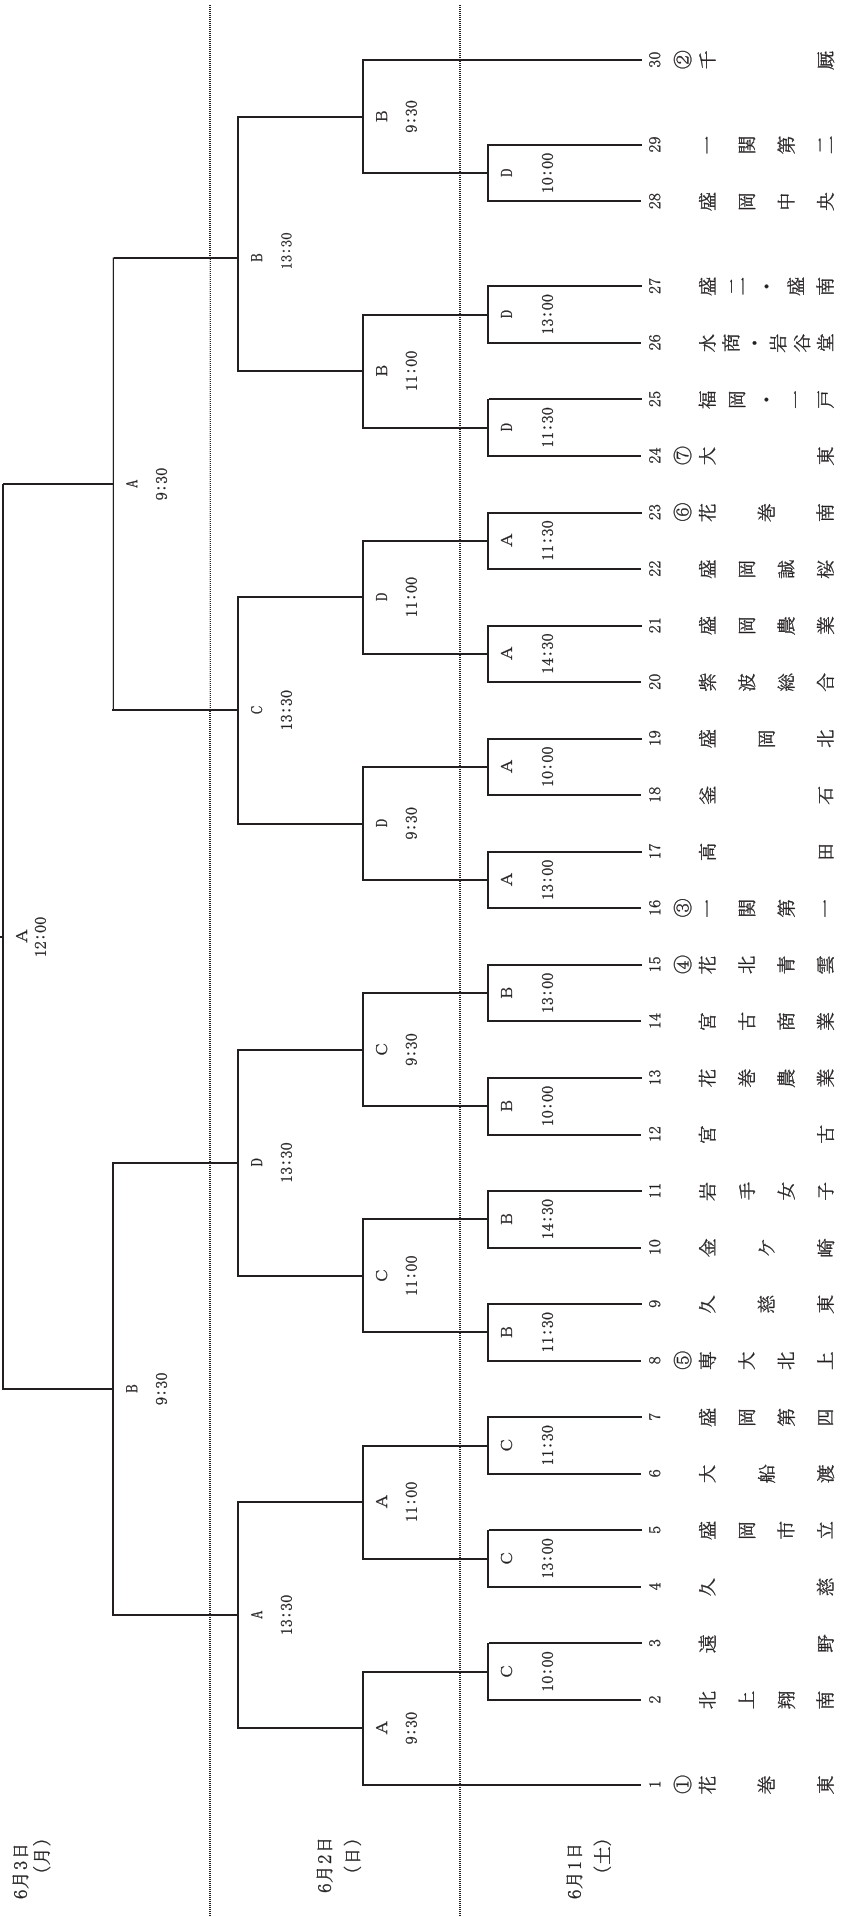 6月3日
(月)
A
12:00
B
9:30
A
9:30
A
13:30
D
13:30
C
13:30
B
13:30
6月2日
(日)
A
9:30
A
11:00
C
11:00
C
9:30
D
9:30
D
11:00
B
11:00
B
9:30
6月1日
(土)
C
10:00
C
13:00
C
11:30
B
11:30
B
14:30
B
10:00
B
13:00
A
13:00
A
10:00
A
14:30
A
11:30
D
11:30
D
13:00
D
10:00
1 ① 花巻東
2 北上翔南
3 遠野
4 久慈
5 盛岡市立
6 大船渡
7 盛岡第四
8 ⑤ 専大北上
9 久慈東
10 金ケ崎
11 岩手女子
12 宮古
13 花巻農業
14 宮古商業
15 ④ 花北青雲
16 ③ 一関第一
17 高田
18 釜石
19 盛岡北
20 紫波総合
21 盛岡農業
22 盛岡誠桜
23 ⑥ 花巻南
24 ⑦ 大東
25 福岡・一戸
26 水商・岩谷堂
27 盛二・盛南
28 盛岡中央
29 一関第二
30 ② 千厩